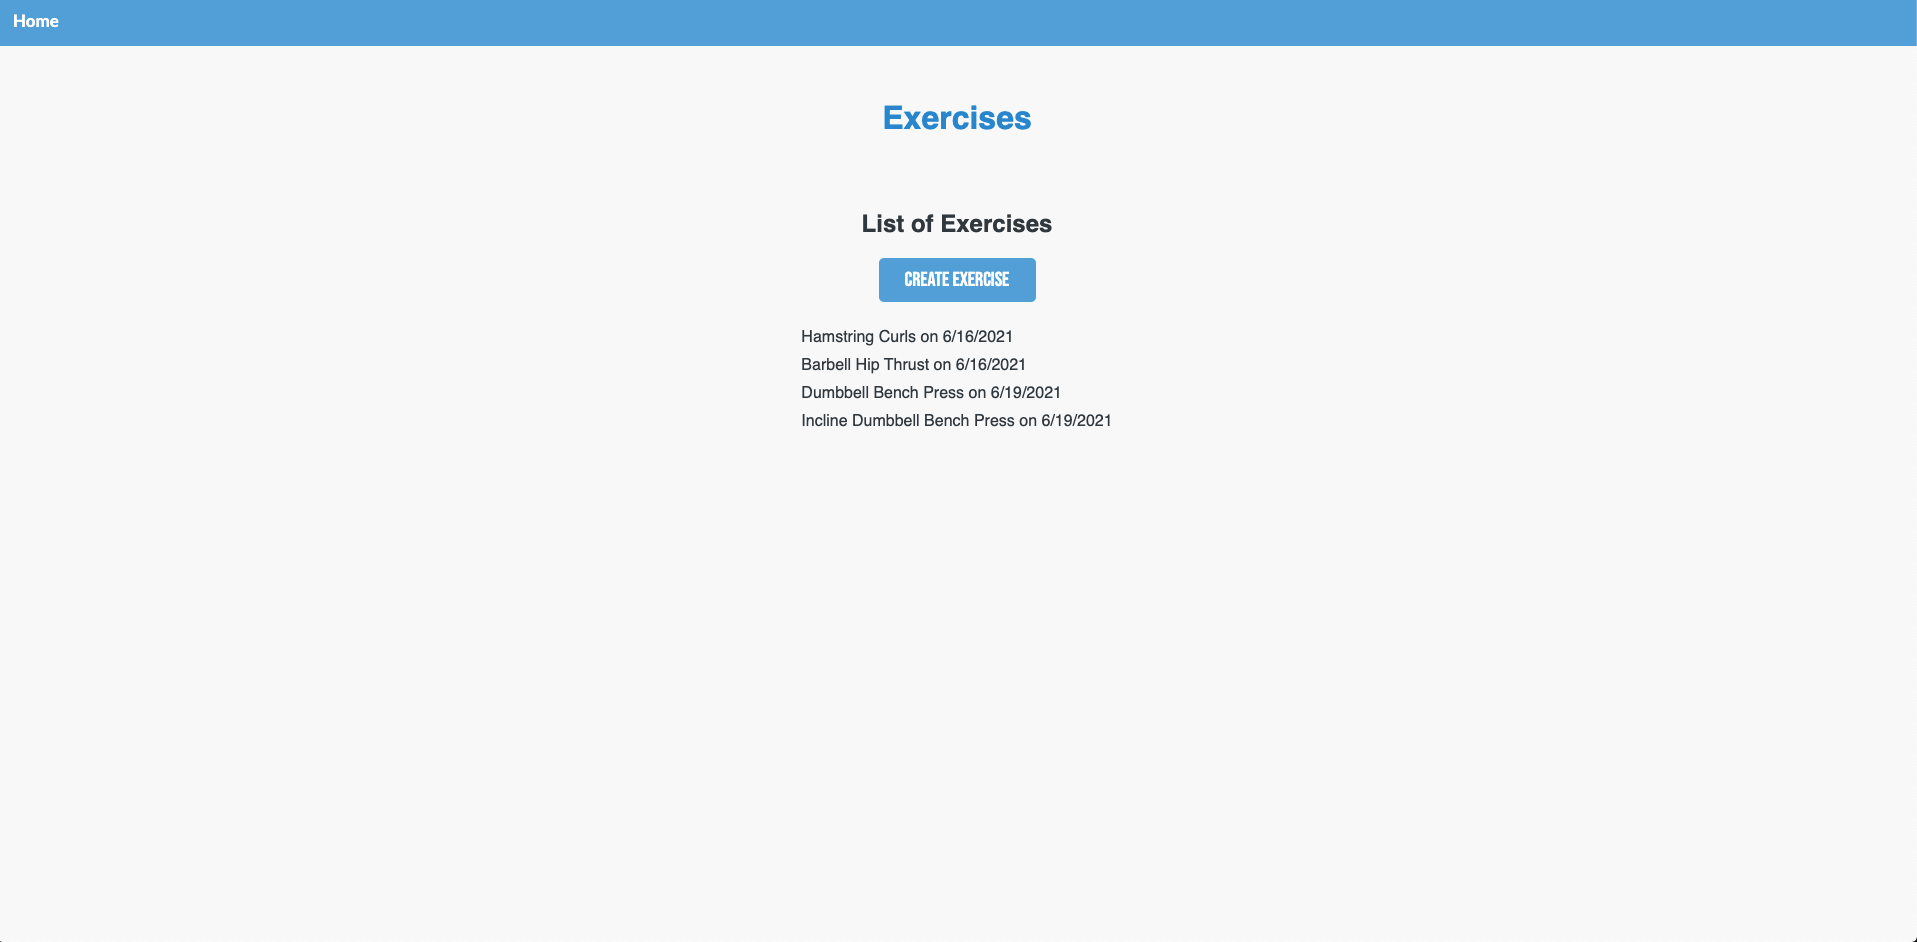 Home
Exercises
List of Exercises
CREATE EXERCISE
Hamstring Curls on 6/16/2021
Barbell Hip Thrust on 6/16/2021
Dumbbell Bench Press on 6/19/2021
Incline Dumbbell Bench Press on 6/19/2021